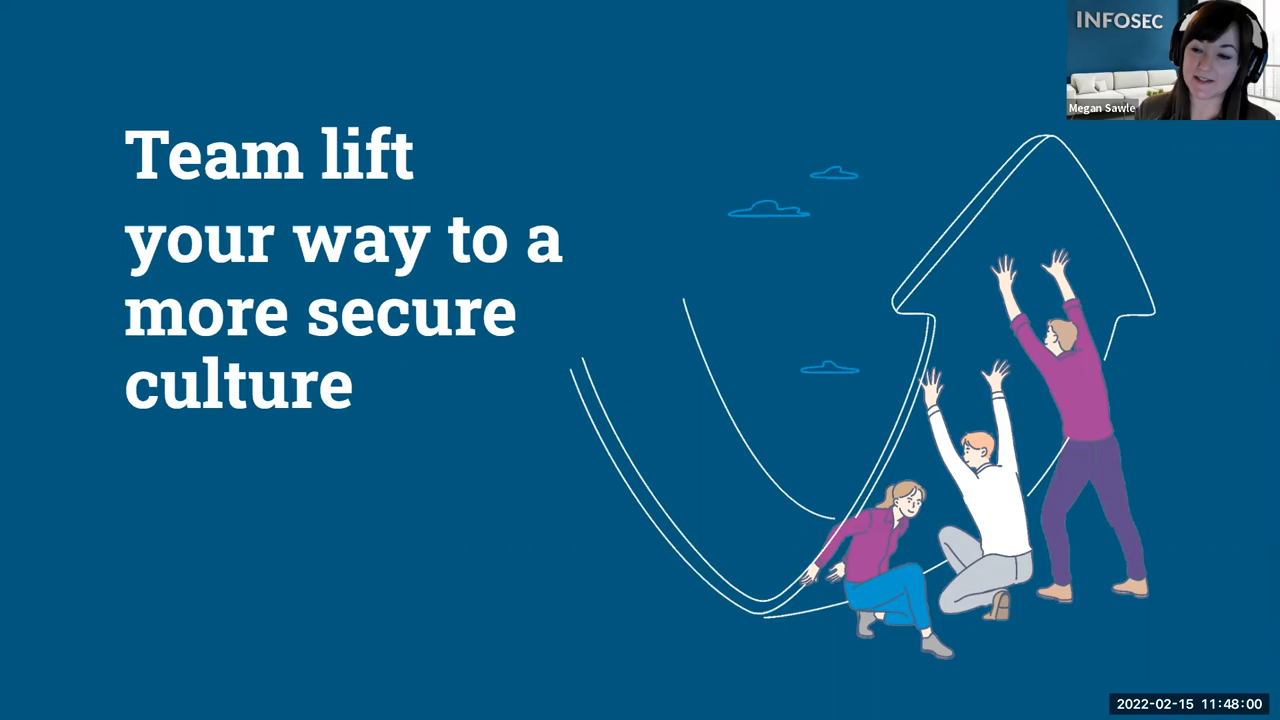 INFOSEC
Megan Sawle
Team lift
your way to a
more secure
culture
2022-02-15 11:48:00